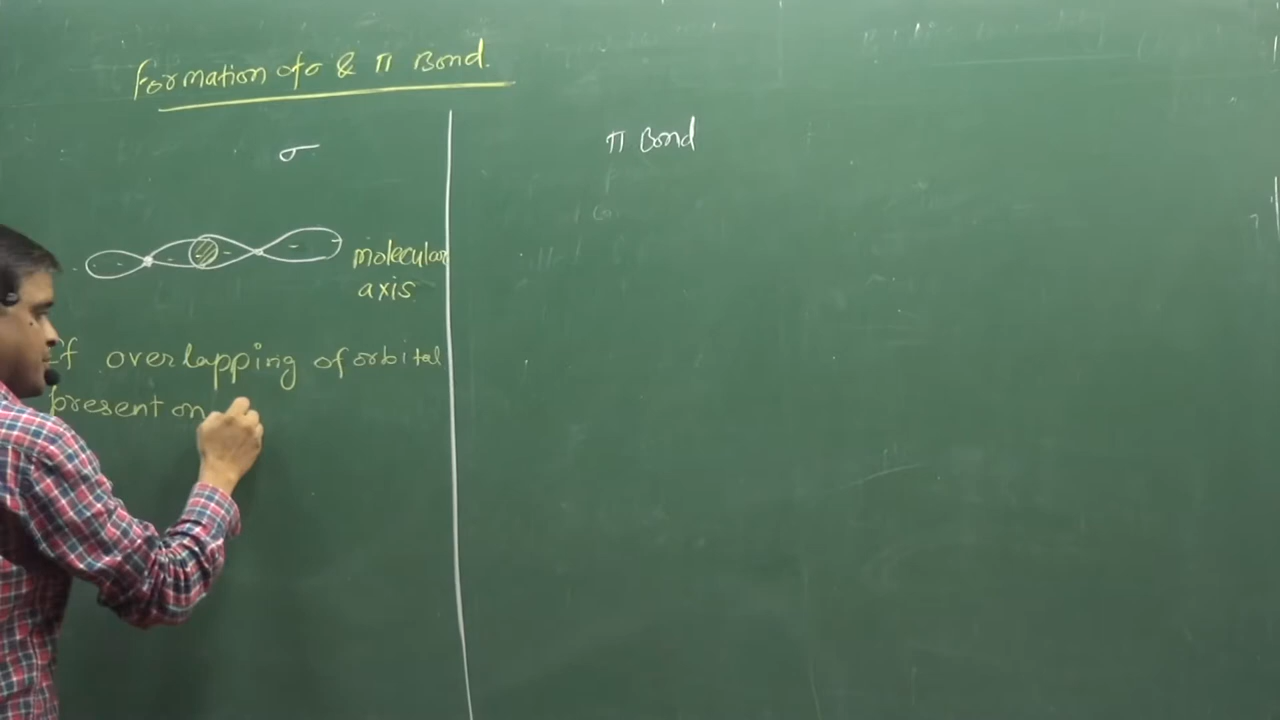 Formation of σ & π Bond.
σ
π Bond
molecular
axis
If overlapping of orbital
present on